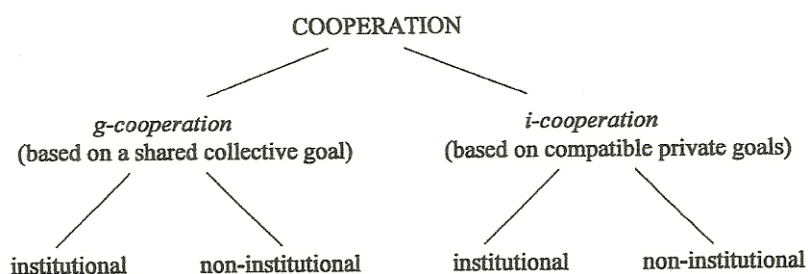 COOPERATION
g-cooperation
(based on a shared collective goal)
i-cooperation
(based on compatible private goals)
institutional
non-institutional
institutional
non-institutional